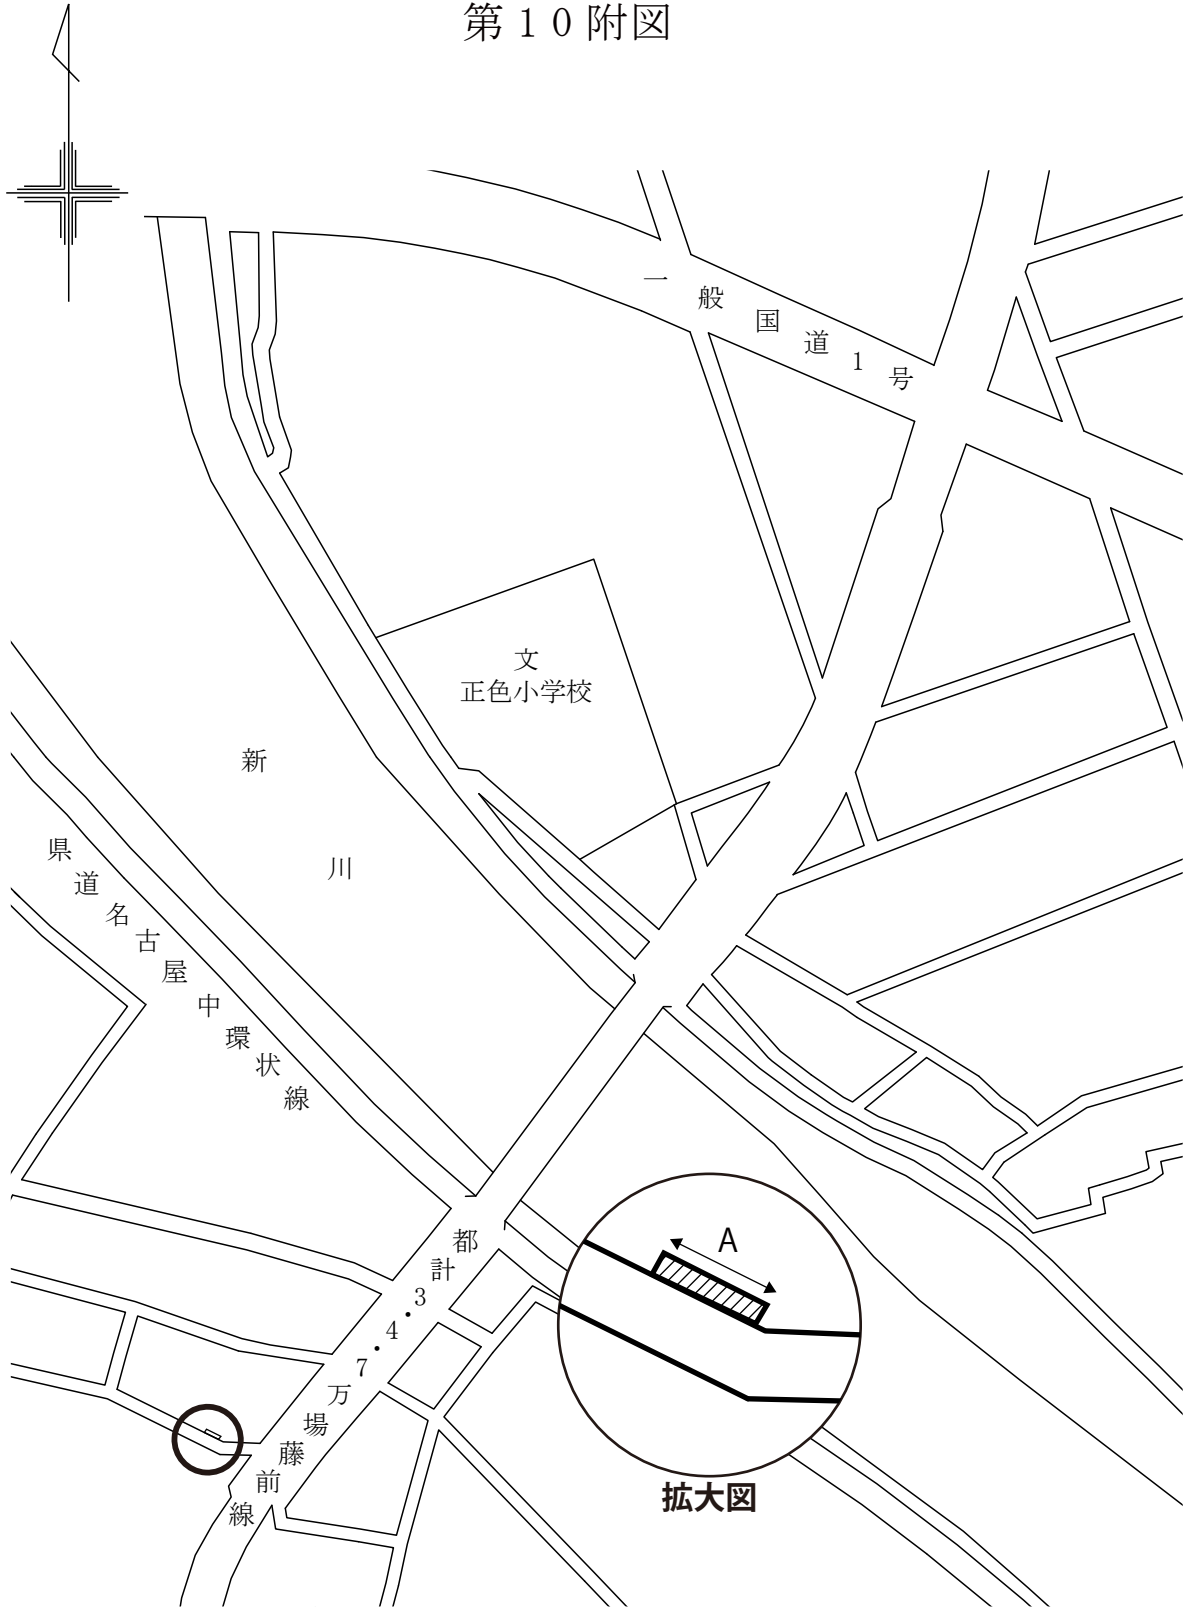 第10附図
一般国道1号
文
正色小学校
新川
県道名古屋中環状線
都計3・4・7万場藤前線
A
拡大図